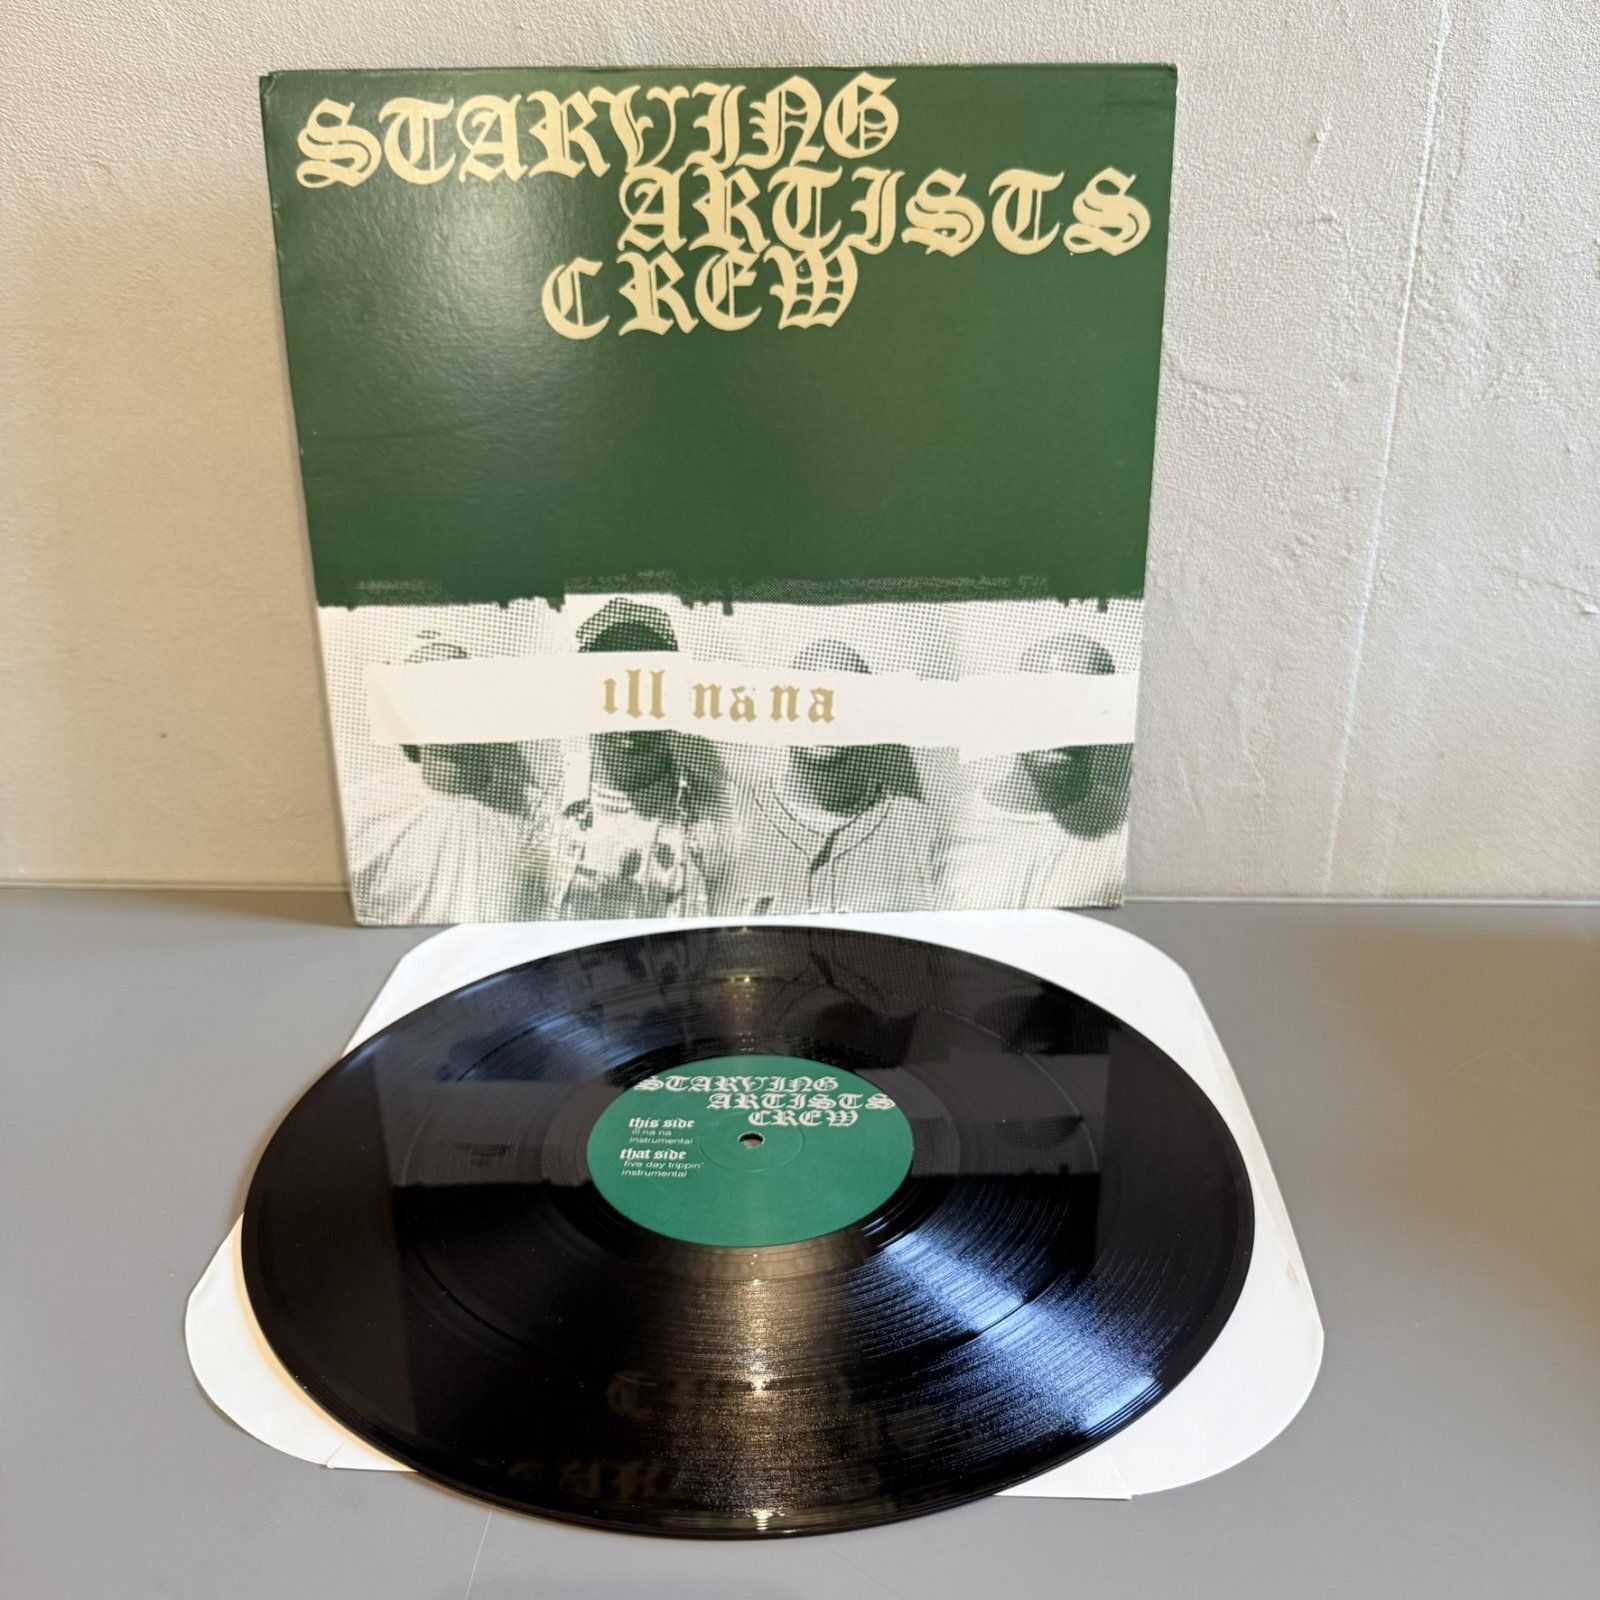 STARVING
ARTISTS
CREW
ill na na
STARVING
ARTISTS
CREW
this side
ill na na
instrumental
that side
five day trippin'
instrumental